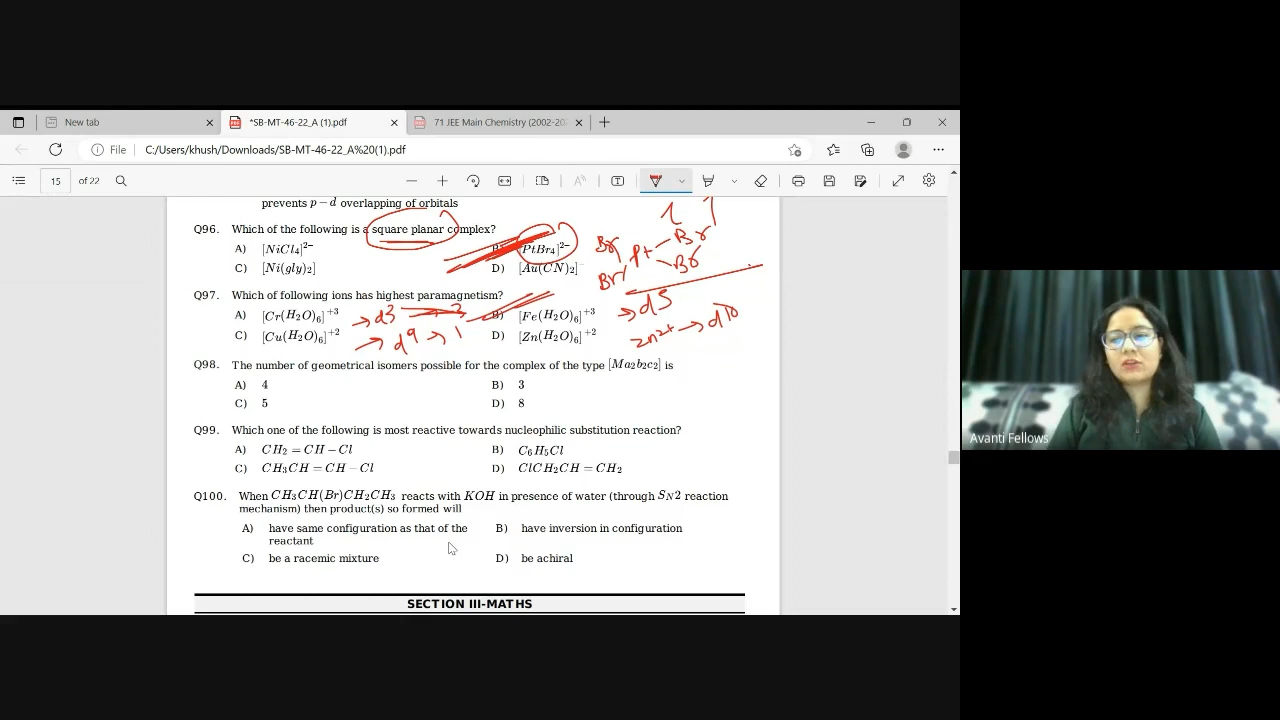 New tab
*SB-MT-46-22_A (1).pdf
71 JEE Main Chemistry (2002-20
File
C:/Users/khush/Downloads/SB-MT-46-22_A%20(1).pdf
15 of 22
prevents p − d overlapping of orbitals
Q96. Which of the following is a square planar complex?
A) [NiCl4]2− B) [PtBr4]2−
C) [Ni(gly)2] D) [Au(CN)2]−
Br Pt Br
Br Br
Q97. Which of following ions has highest paramagnetism?
A) [Cr(H2O)6]+3 → d3 → 3 B) [Fe(H2O)6]+3 → d5
C) [Cu(H2O)6]+2 → d9 → 1 D) [Zn(H2O)6]+2 Zn2+ → d10
Q98. The number of geometrical isomers possible for the complex of the type [Ma2b2c2] is
A) 4 B) 3
C) 5 D) 8
Q99. Which one of the following is most reactive towards nucleophilic substitution reaction?
A) CH2 = CH − Cl B) C6H5Cl
C) CH3CH = CH − Cl D) ClCH2CH = CH2
Q100. When CH3CH(Br)CH2CH3 reacts with KOH in presence of water (through SN2 reaction
mechanism) then product(s) so formed will
A) have same configuration as that of the B) have inversion in configuration
reactant
C) be a racemic mixture D) be achiral
SECTION III-MATHS
Avanti Fellows